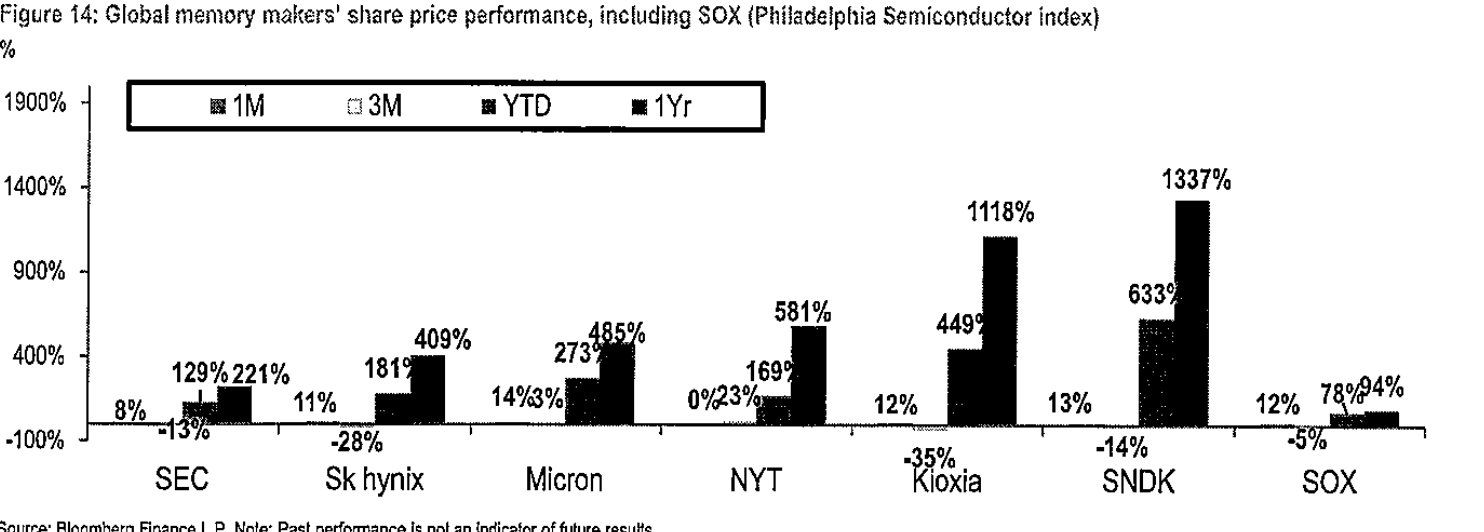 Figure 14: Global memory makers' share price performance, including SOX (Philadelphia Semiconductor index)
%
1M 3M YTD 1Yr
1900%
1400%
900%
400%
-100%
8% -13% 129% 221%
11% -28% 181% 409%
14% 3% 273% 485%
0% 23% 169% 581%
12% -35% 449% 1118%
13% -14% 633% 1337%
12% -5% 78% 94%
SEC Sk hynix Micron NYT Kioxia SNDK SOX
Source: Bloomberg Finance L.P. Note: Past performance is not an indicator of future results